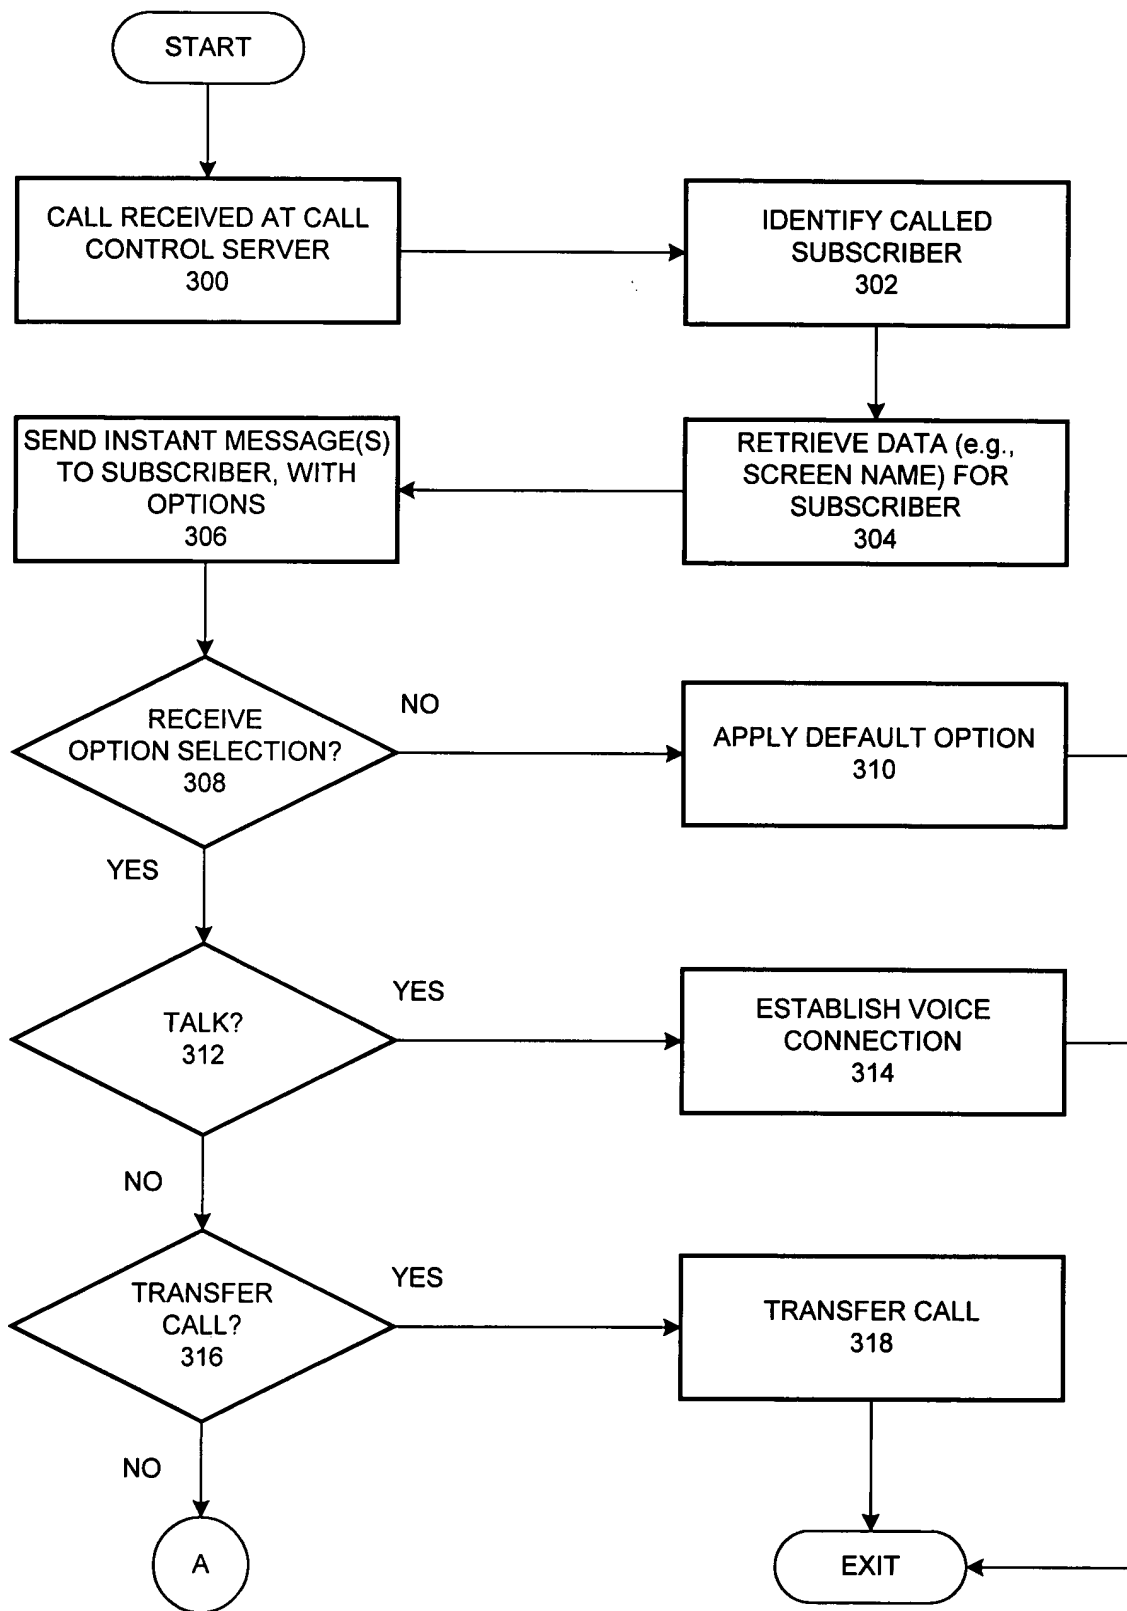 START
CALL RECEIVED AT CALL
CONTROL SERVER
300
IDENTIFY CALLED
SUBSCRIBER
302
SEND INSTANT MESSAGE(S)
TO SUBSCRIBER, WITH
OPTIONS
306
RETRIEVE DATA (e.g.,
SCREEN NAME) FOR
SUBSCRIBER
304
RECEIVE
OPTION SELECTION?
308
NO
APPLY DEFAULT OPTION
310
YES
TALK?
312
YES
ESTABLISH VOICE
CONNECTION
314
NO
TRANSFER
CALL?
316
YES
TRANSFER CALL
318
NO
A
EXIT